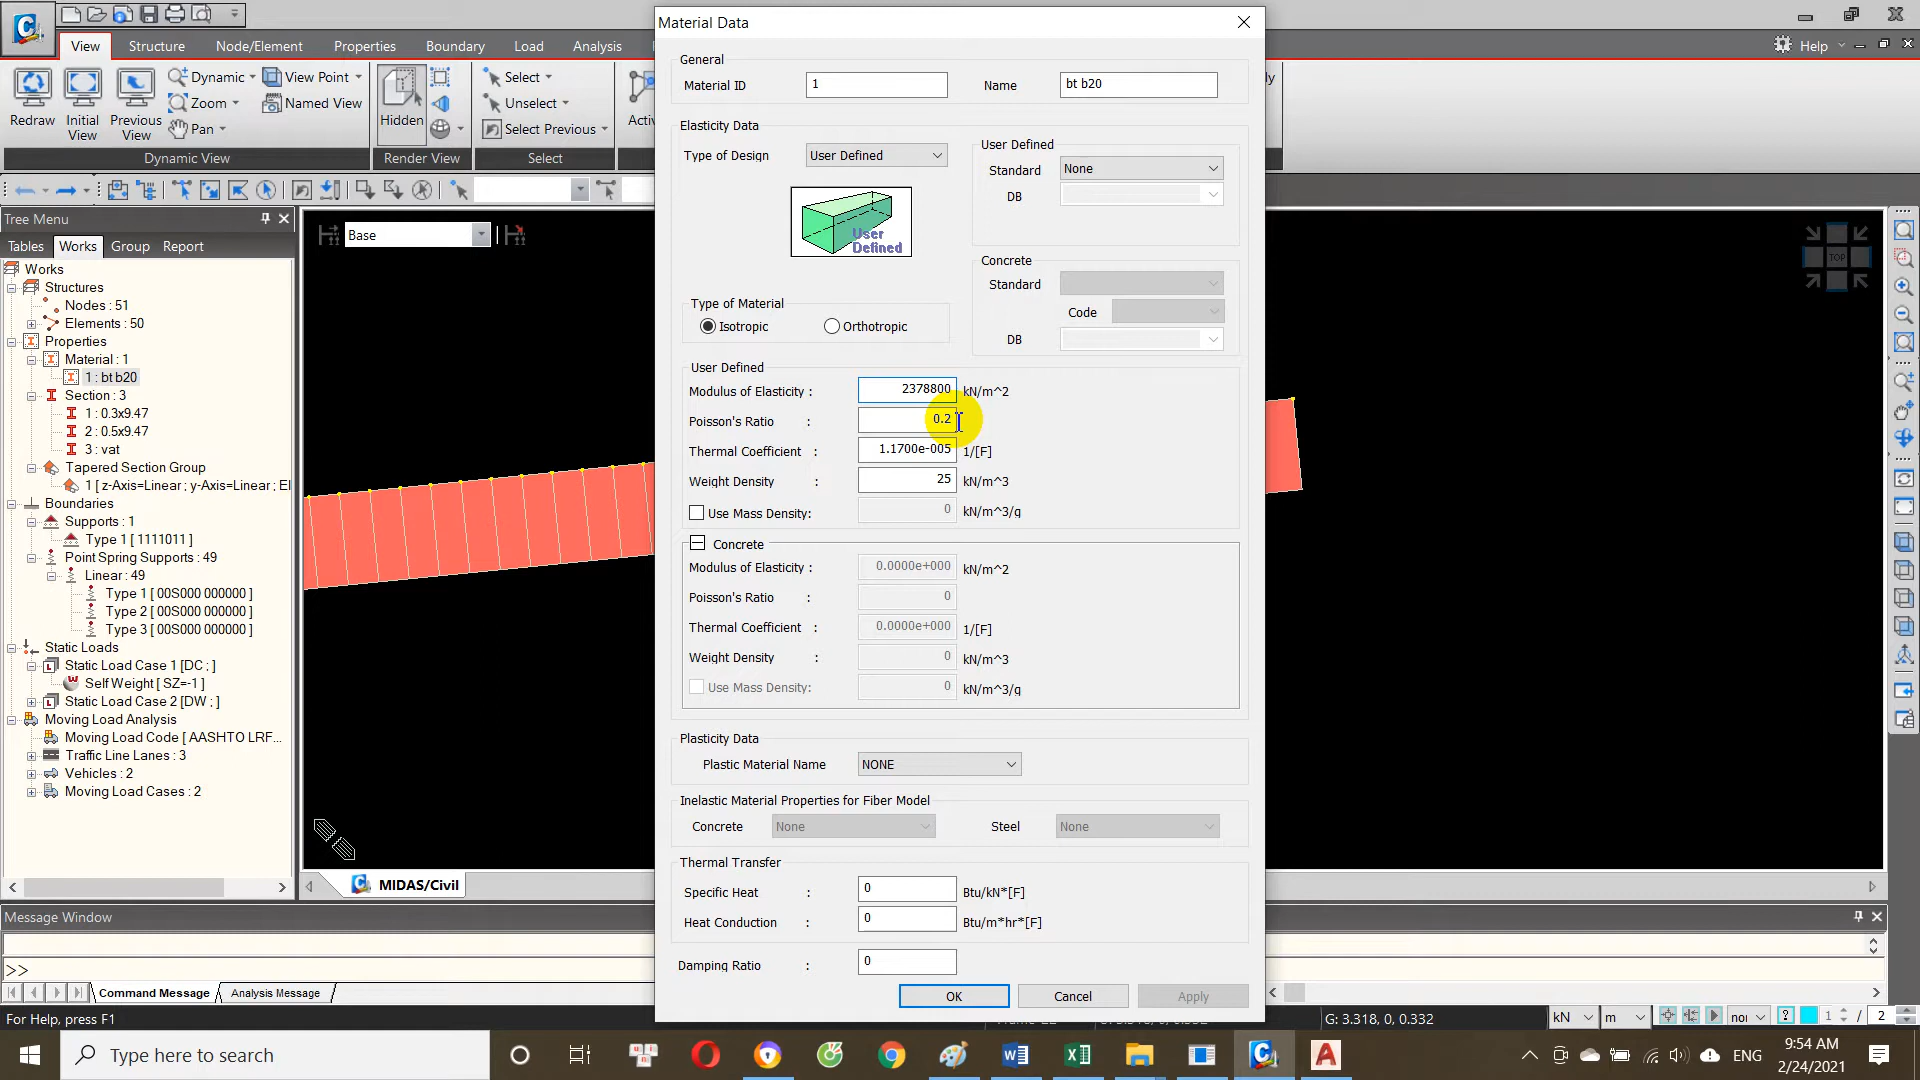 Material Data
View Structure Node/Element Properties Boundary Load Analysis
Help
Redraw
Initial View
Previous View
Dynamic
Zoom
Pan
View Point
Named View
Hidden
Select
Unselect
Select Previous
Dynamic View
Render View
Select
Tree Menu
Tables Works Group Report
Works
Structures
Nodes : 51
Elements : 50
Properties
Material : 1
1 : bt b20
Section : 3
1 : 0.3x9.47
2 : 0.5x9.47
3 : vat
Tapered Section Group
1 [ z-Axis=Linear ; y-Axis=Linear ; El
Boundaries
Supports : 1
Type 1 [ 1111011 ]
Point Spring Supports : 49
Linear : 49
Type 1 [ 00S000 000000 ]
Type 2 [ 00S000 000000 ]
Type 3 [ 00S000 000000 ]
Static Loads
Static Load Case 1 [DC ; ]
Self Weight [ SZ=-1 ]
Static Load Case 2 [DW ; ]
Moving Load Analysis
Moving Load Code [ AASHTO LRF...
Traffic Line Lanes : 3
Vehicles : 2
Moving Load Cases : 2
Base
TOP
MIDAS/Civil
General
Material ID 1 Name bt b20
Elasticity Data
Type of Design User Defined
User Defined
User Defined
Standard None
DB
Concrete
Standard
Code
DB
Type of Material
Isotropic Orthotropic
User Defined
Modulus of Elasticity : 2378800 kN/m^2
Poisson's Ratio : 0.2
Thermal Coefficient : 1.1700e-005 1/[F]
Weight Density : 25 kN/m^3
Use Mass Density: 0 kN/m^3/g
Concrete
Modulus of Elasticity : 0.0000e+000 kN/m^2
Poisson's Ratio : 0
Thermal Coefficient : 0.0000e+000 1/[F]
Weight Density : 0 kN/m^3
Use Mass Density: 0 kN/m^3/g
Plasticity Data
Plastic Material Name NONE
Inelastic Material Properties for Fiber Model
Concrete None Steel None
Thermal Transfer
Specific Heat : 0 Btu/kN*[F]
Heat Conduction : 0 Btu/m*hr*[F]
Damping Ratio : 0
OK Cancel Apply
Message Window
>>
Command Message Analysis Message
For Help, press F1
G: 3.318, 0, 0.332
kN m 1 / 2
Type here to search
ENG
9:54 AM
2/24/2021